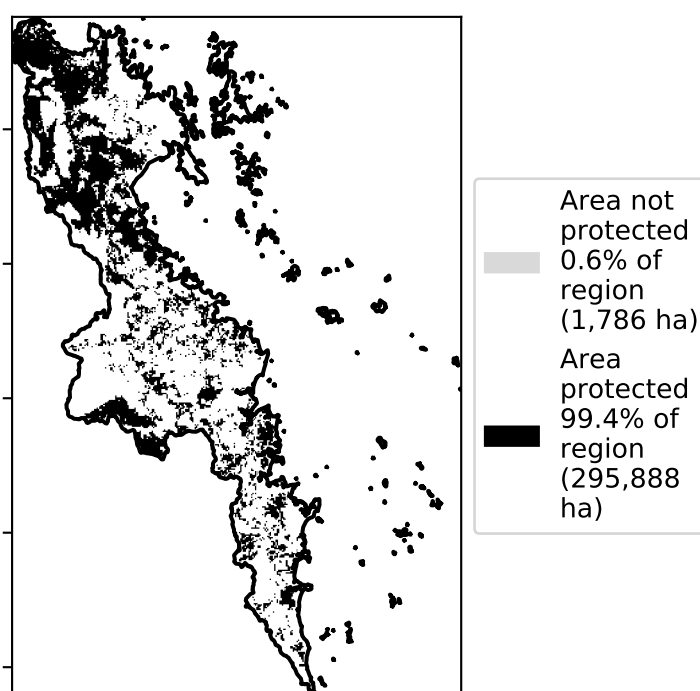 Area not
protected
0.6% of
region
(1,786 ha)
Area
protected
99.4% of
region
(295,888
ha)